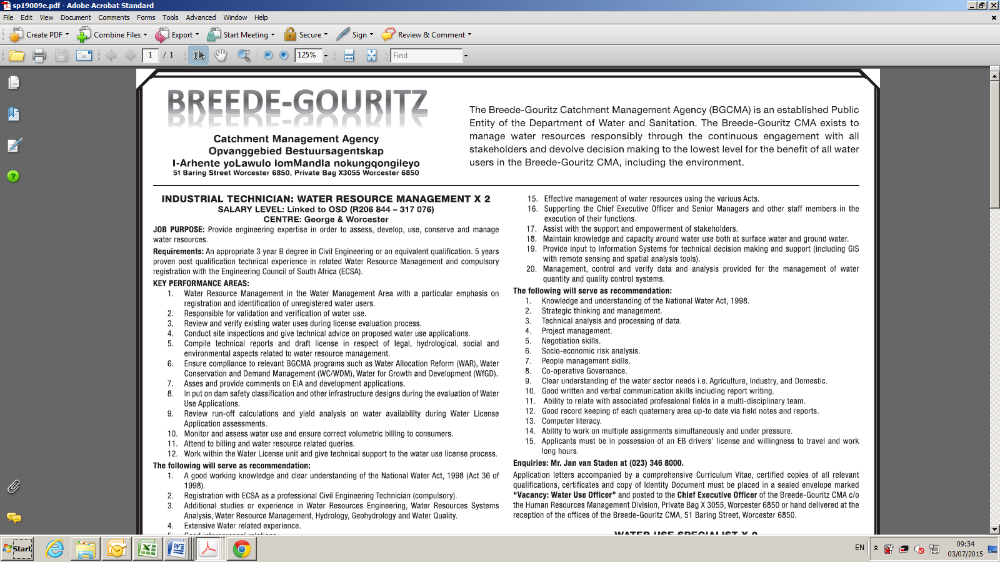 sp19009e.pdf - Adobe Acrobat Standard
File Edit View Document Comments Forms Tools Advanced Window Help
Create PDF Combine Files Export Start Meeting Secure Sign Review & Comment
1 / 1 125% Find
BREEDE-GOURITZ
Catchment Management Agency
Opvanggebied Bestuursagentskap
I-Arhente yoLawulo lomMandla nokungqongileyo
51 Baring Street Worcester 6850, Private Bag X3055 Worcester 6850
The Breede-Gouritz Catchment Management Agency (BGCMA) is an established Public
Entity of the Department of Water and Sanitation. The Breede-Gouritz CMA exists to
manage water resources responsibly through the continuous engagement with all
stakeholders and devolve decision making to the lowest level for the benefit of all water
users in the Breede-Gouritz CMA, including the environment.
INDUSTRIAL TECHNICIAN: WATER RESOURCE MANAGEMENT X 2
SALARY LEVEL: Linked to OSD (R206 844 – 317 076)
CENTRE: George & Worcester
JOB PURPOSE: Provide engineering expertise in order to assess, develop, use, conserve and manage
water resources.
Requirements: An appropriate 3 year B degree in Civil Engineering or an equivalent qualification. 5 years
proven post qualification technical experience in related Water Resource Management and compulsory
registration with the Engineering Council of South Africa (ECSA).
KEY PERFORMANCE AREAS:
1. Water Resource Management in the Water Management Area with a particular emphasis on
registration and identification of unregistered water users.
2. Responsible for validation and verification of water use.
3. Review and verify existing water uses during license evaluation process.
4. Conduct site inspections and give technical advice on proposed water use applications.
5. Compile technical reports and draft license in respect of legal, hydrological, social and
environmental aspects related to water resource management.
6. Ensure compliance to relevant BGCMA programs such as Water Allocation Reform (WAR), Water
Conservation and Demand Management (WC/WDM), Water for Growth and Development (WfGD).
7. Asses and provide comments on EIA and development applications.
8. In put on dam safety classification and other infrastructure designs during the evaluation of Water
Use Applications.
9. Review run-off calculations and yield analysis on water availability during Water License
Application assessments.
10. Monitor and assess water use and ensure correct volumetric billing to consumers.
11. Attend to billing and water resource related queries.
12. Work within the Water License unit and give technical support to the water use license process.
The following will serve as recommendation:
1. A good working knowledge and clear understanding of the National Water Act, 1998 (Act 36 of
1998).
2. Registration with ECSA as a professional Civil Engineering Technician (compulsory).
3. Additional studies or experience in Water Resources Engineering, Water Resources Systems
Analysis, Water Resource Management, Hydrology, Geohydrology and Water Quality.
4. Extensive Water related experience.
15. Effective management of water resources using the various Acts.
16. Supporting the Chief Executive Officer and Senior Managers and other staff members in the
execution of their functions.
17. Assist with the support and empowerment of stakeholders.
18. Maintain knowledge and capacity around water use both at surface water and ground water.
19. Provide input to Information Systems for technical decision making and support (including GIS
with remote sensing and spatial analysis tools).
20. Management, control and verify data and analysis provided for the management of water
quantity and quality control systems.
The following will serve as recommendation:
1. Knowledge and understanding of the National Water Act, 1998.
2. Strategic thinking and management.
3. Technical analysis and processing of data.
4. Project management.
5. Negotiation skills.
6. Socio-economic risk analysis.
7. People management skills.
8. Co-operative Governance.
9. Clear understanding of the water sector needs i.e. Agriculture, Industry, and Domestic.
10. Good written and verbal communication skills including report writing.
11. Ability to relate with associated professional fields in a multi-disciplinary team.
12. Good record keeping of each quaternary area up-to date via field notes and reports.
13. Computer literacy.
14. Ability to work on multiple assignments simultaneously and under pressure.
15. Applicants must be in possession of an EB drivers' license and willingness to travel and work
long hours.
Enquiries: Mr. Jan van Staden at (023) 346 8000.
Application letters accompanied by a comprehensive Curriculum Vitae, certified copies of all relevant
qualifications, certificates and copy of Identity Document must be placed in a sealed envelope marked
“Vacancy: Water Use Officer” and posted to the Chief Executive Officer of the Breede-Gouritz CMA c/o
the Human Resources Management Division, Private Bag X 3055, Worcester 6850 or hand delivered at the
reception of the offices of the Breede-Gouritz CMA, 51 Baring Street, Worcester 6850.
WATER USE SPECIALIST X 2
Start EN 09:34
03/07/2015